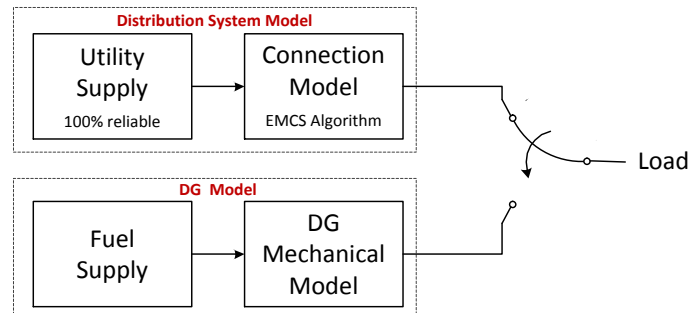 Distribution System Model
Utility
Supply
100% reliable
Connection
Model
EMCS Algorithm
Load
DG Model
Fuel
Supply
DG
Mechanical
Model